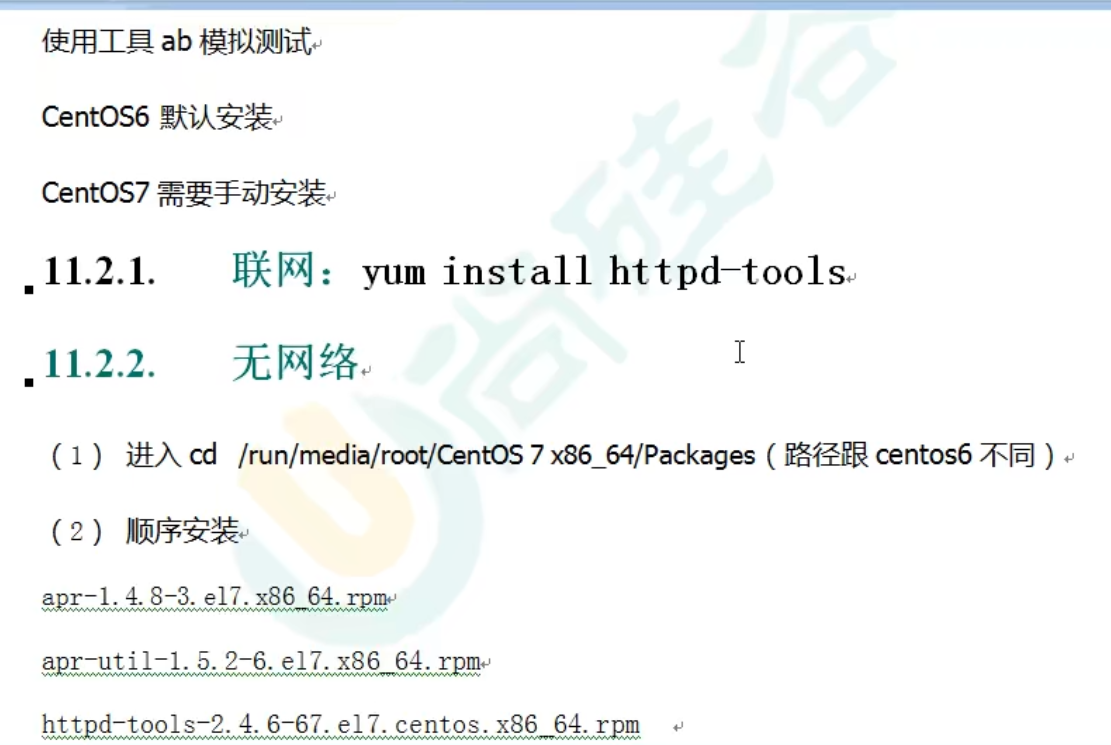 使用工具 ab 模拟测试
CentOS6 默认安装
CentOS7 需要手动安装
11.2.1. 联网：yum install httpd-tools
11.2.2. 无网络
（1） 进入 cd /run/media/root/CentOS 7 x86_64/Packages（路径跟 centos6 不同）
（2） 顺序安装
apr-1.4.8-3.el7.x86_64.rpm
apr-util-1.5.2-6.el7.x86_64.rpm
httpd-tools-2.4.6-67.el7.centos.x86_64.rpm
尚硅谷